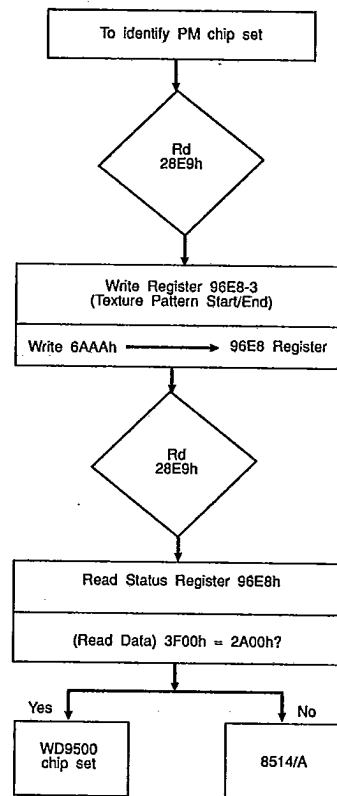 To identify PM chip set
Rd
28E9h
Write Register 96E8-3
(Texture Pattern Start/End)
Write 6AAAh 96E8 Register
Rd
28E9h
Read Status Register 96E8h
(Read Data) 3F00h = 2A00h?
Yes
No
WD9500
chip set
8514/A